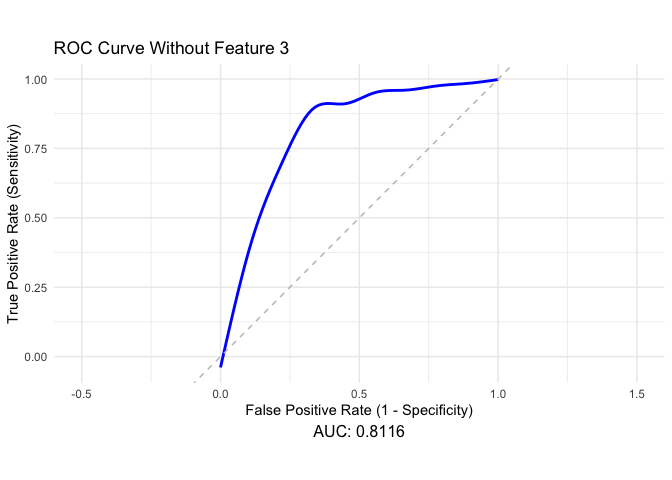 ROC Curve Without Feature 3
1.00
0.75
0.50
0.25
0.00
True Positive Rate (Sensitivity)
-0.5 0.0 0.5 1.0 1.5
False Positive Rate (1 - Specificity)
AUC: 0.8116